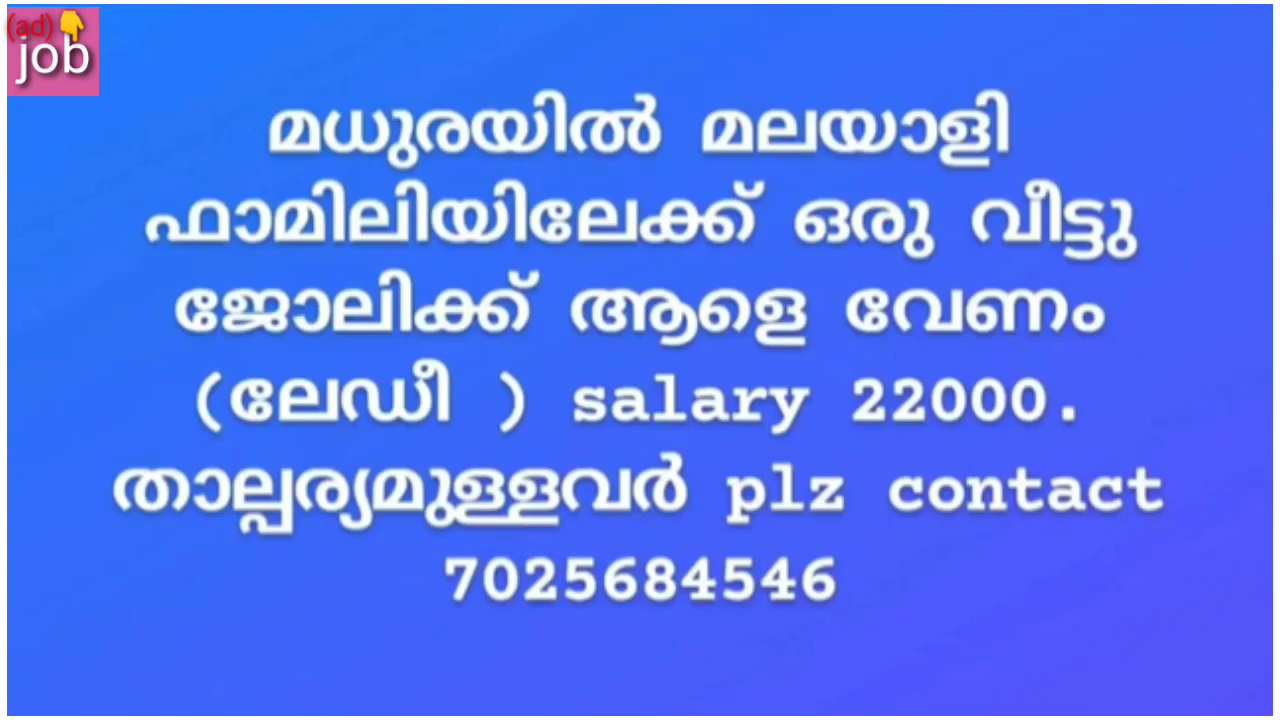 (ad)👇
job
മധുരയിൽ മലയാളി
ഫാമിലിയിലേക്ക് ഒരു വീട്ടു
ജോലിക്ക് ആളെ വേണം
(ലേഡീ ) salary 22000.
താല്പര്യമുള്ളവർ plz contact
7025684546